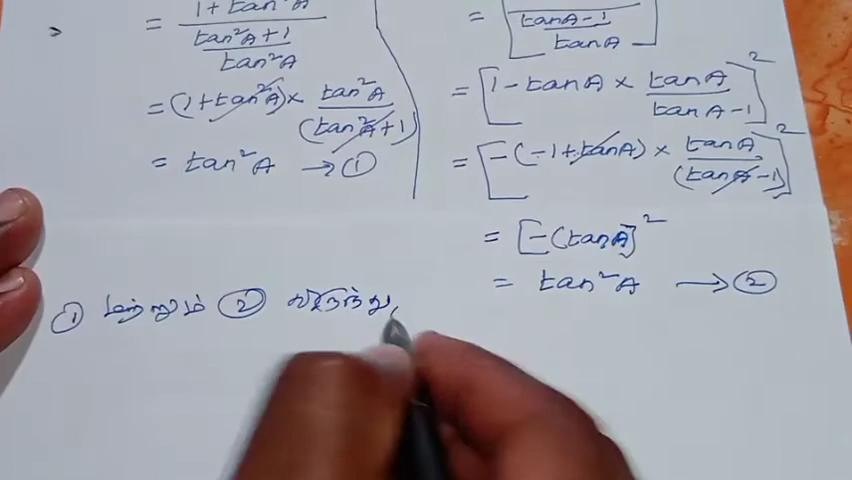 = 1 + tan²A / (tan²A+1 / tan²A)
= (1+tan²A) × tan²A / (tan²A+1)
= tan²A → ①
= [ / (tanA-1 / tanA) ]
= [1 - tanA × tanA / tanA-1]²
= [-(-1+tanA) × tanA / (tanA-1)]²
= [-(tanA)]²
= tan²A → ②
① மற்றும் ② லிருந்து,